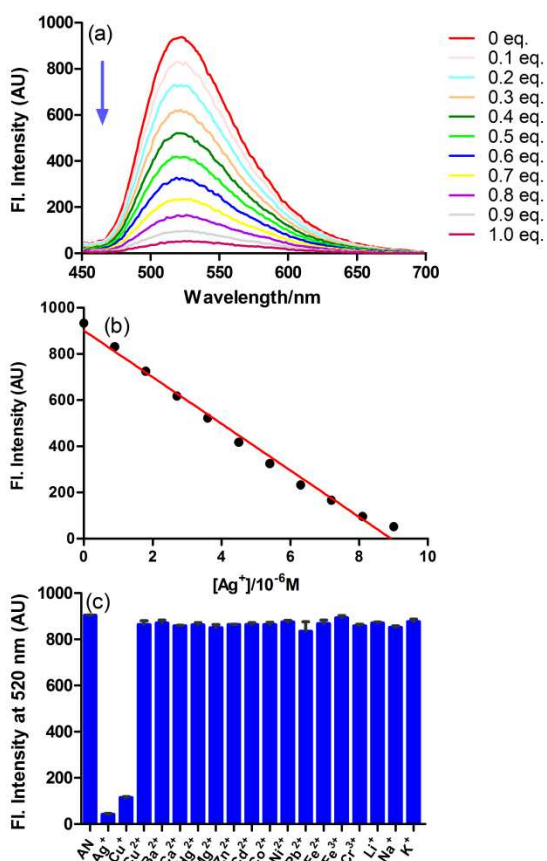 (a)
1000
800
600
400
200
0
Fl. Intensity (AU)
450
500
550
600
650
700
Wavelength/nm
0 eq.
0.1 eq.
0.2 eq.
0.3 eq.
0.4 eq.
0.5 eq.
0.6 eq.
0.7 eq.
0.8 eq.
0.9 eq.
1.0 eq.
(b)
1000
800
600
400
200
0
Fl. Intensity (AU)
0
2
4
6
8
10
[Ag⁺]/10⁻⁶M
(c)
1000
800
600
400
200
0
Fl. Intensity at 520 nm (AU)
AN
Ag⁺
Cu⁺
Cu²⁺
Ba²⁺
Ca²⁺
Zn²⁺
Cd²⁺
Co²⁺
Ni²⁺
Pb²⁺
Fe²⁺
Fe³⁺
Cr³⁺
Li⁺
Na⁺
K⁺